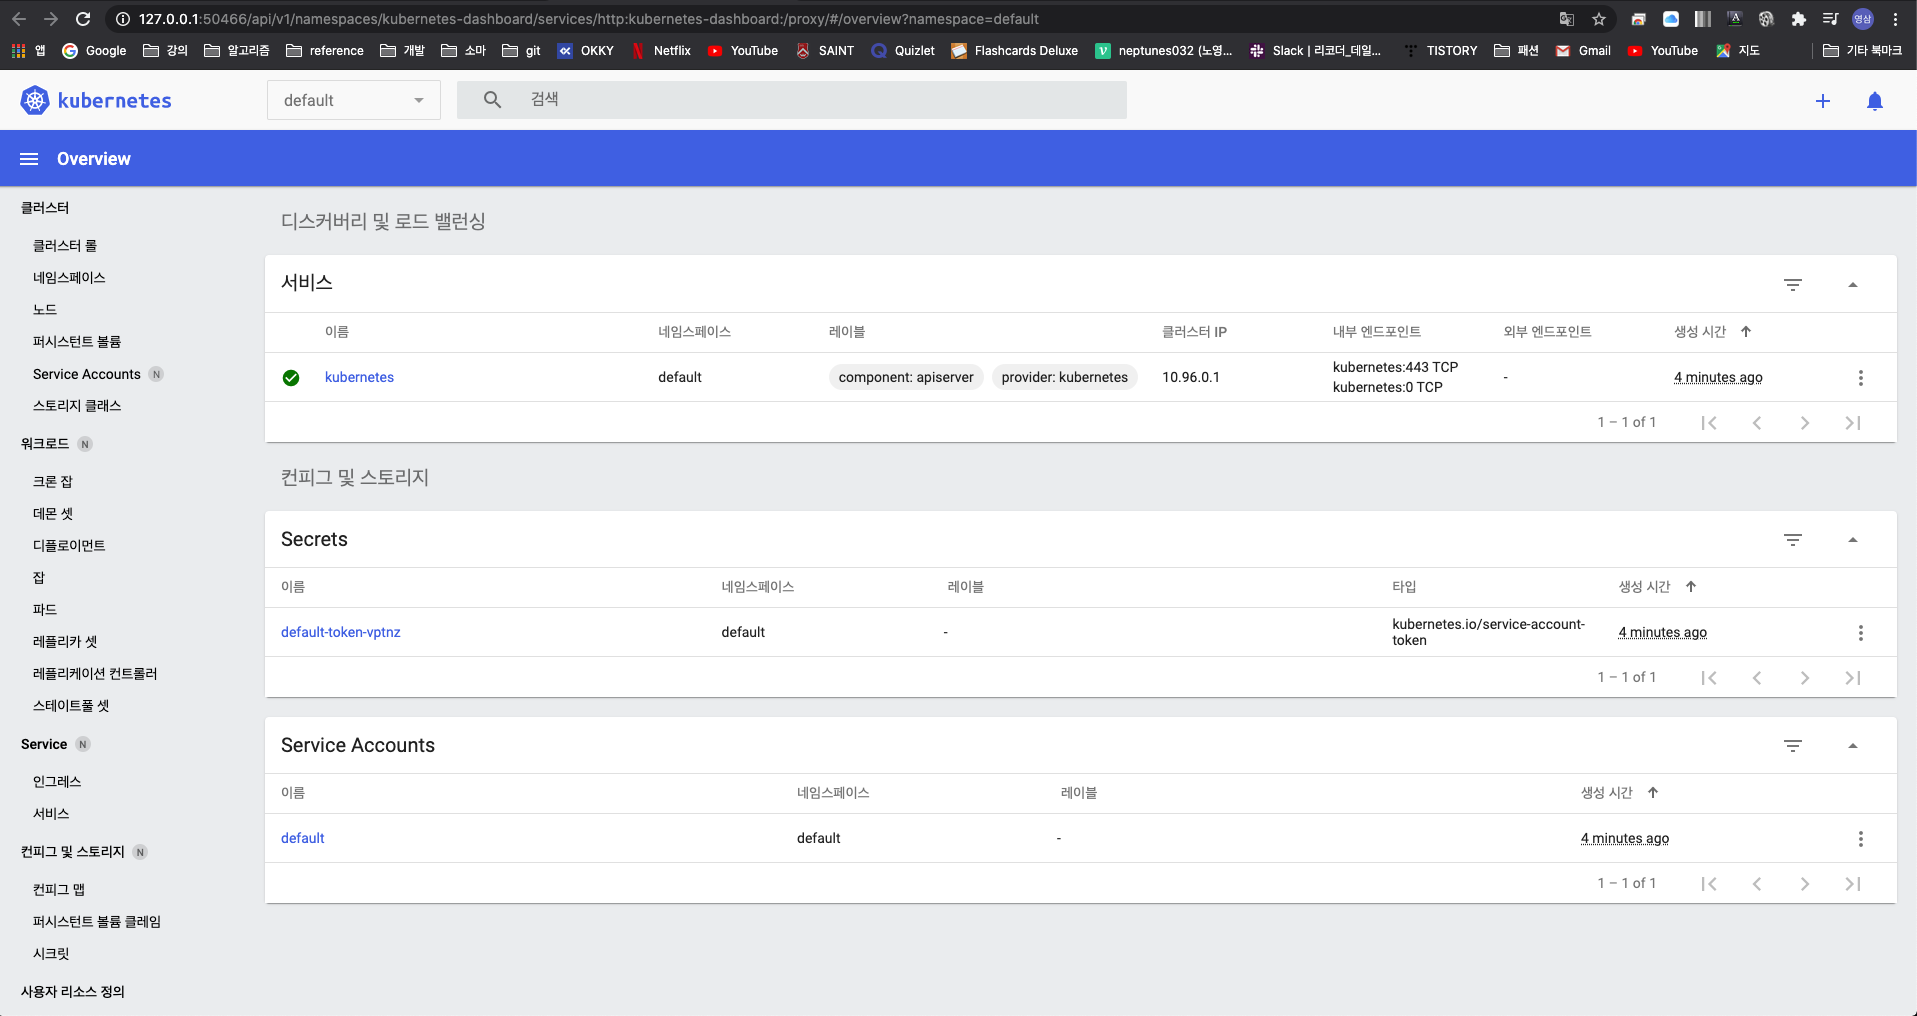 127.0.0.1:50466/api/v1/namespaces/kubernetes-dashboard/services/http:kubernetes-dashboard:/proxy/#/overview?namespace=default 영상
앱 Google 강의 알고리즘 reference 개발 소마 git OKKY Netflix YouTube SAINT Quizlet Flashcards Deluxe neptunes032 (노영... Slack | 리코더_데일... TISTORY 패션 Gmail YouTube 지도 기타 북마크
kubernetes default 검색
Overview
클러스터
클러스터 롤
네임스페이스
노드
퍼시스턴트 볼륨
Service Accounts N
스토리지 클래스
워크로드 N
크론 잡
데몬 셋
디플로이먼트
잡
파드
레플리카 셋
레플리케이션 컨트롤러
스테이트풀 셋
Service N
인그레스
서비스
컨피그 및 스토리지 N
컨피그 맵
퍼시스턴트 볼륨 클레임
시크릿
사용자 리소스 정의
디스커버리 및 로드 밸런싱
서비스
이름 네임스페이스 레이블 클러스터 IP 내부 엔드포인트 외부 엔드포인트 생성 시간
kubernetes default component: apiserver provider: kubernetes 10.96.0.1 kubernetes:443 TCP - 4 minutes ago
kubernetes:0 TCP
1 – 1 of 1
컨피그 및 스토리지
Secrets
이름 네임스페이스 레이블 타입 생성 시간
default-token-vptnz default - kubernetes.io/service-account- 4 minutes ago
token
1 – 1 of 1
Service Accounts
이름 네임스페이스 레이블 생성 시간
default default - 4 minutes ago
1 – 1 of 1